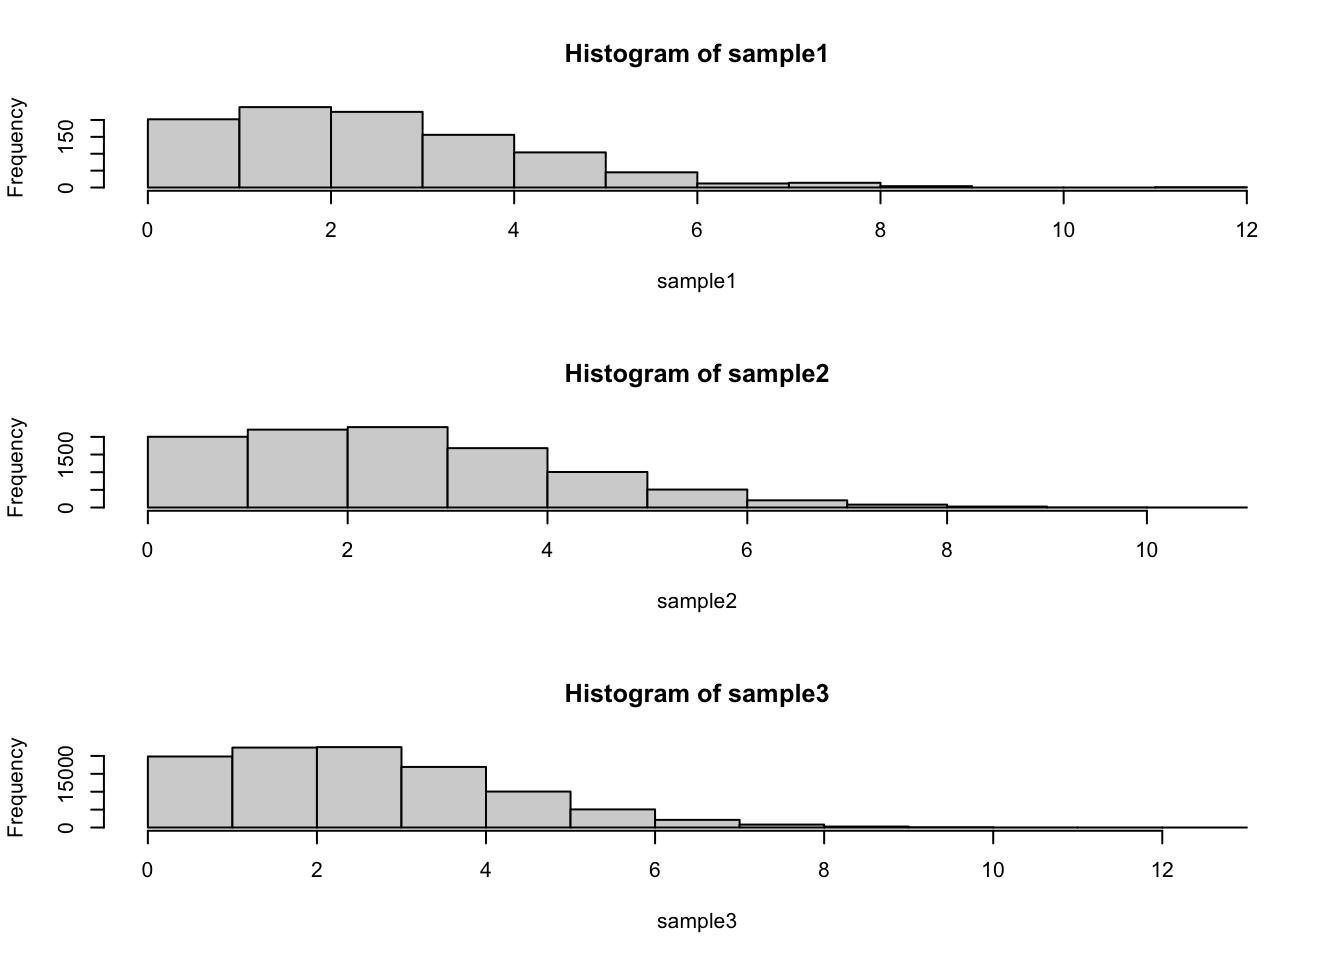 Histogram of sample1
Frequency
150
0
0 2 4 6 8 10 12
sample1
Histogram of sample2
Frequency
1500
0
0 2 4 6 8 10
sample2
Histogram of sample3
Frequency
15000
0
0 2 4 6 8 10 12
sample3